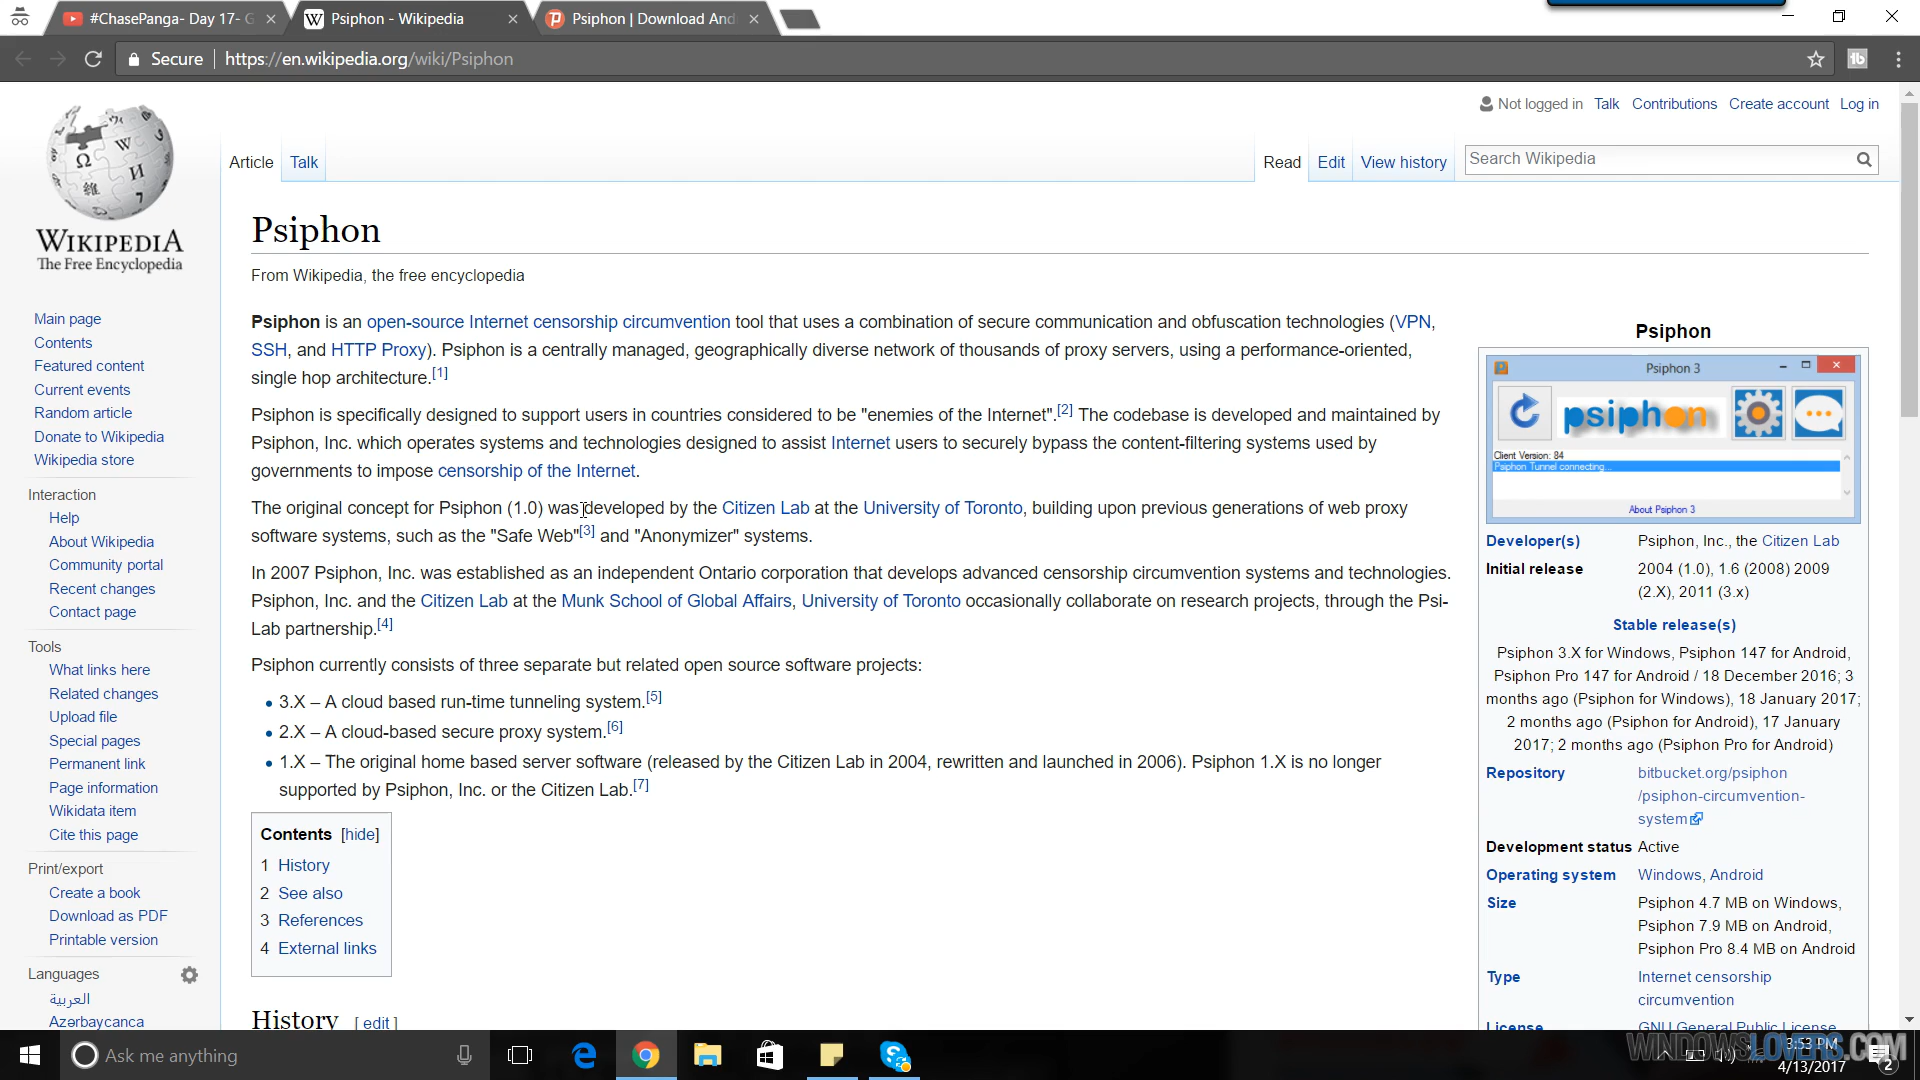 #ChasePanga- Day 17- G
Psiphon - Wikipedia
Psiphon | Download And
Secure
https://en.wikipedia.org/wiki/Psiphon
Not logged in Talk Contributions Create account Log in
Article Talk
Read Edit View history
Search Wikipedia
WIKIPEDIA
The Free Encyclopedia
Main page
Contents
Featured content
Current events
Random article
Donate to Wikipedia
Wikipedia store
Interaction
Help
About Wikipedia
Community portal
Recent changes
Contact page
Tools
What links here
Related changes
Upload file
Special pages
Permanent link
Page information
Wikidata item
Cite this page
Print/export
Create a book
Download as PDF
Printable version
Languages
العربية
Azərbaycanca
Psiphon
From Wikipedia, the free encyclopedia
Psiphon is an open-source Internet censorship circumvention tool that uses a combination of secure communication and obfuscation technologies (VPN,
SSH, and HTTP Proxy). Psiphon is a centrally managed, geographically diverse network of thousands of proxy servers, using a performance-oriented,
single hop architecture.[1]
Psiphon is specifically designed to support users in countries considered to be "enemies of the Internet".[2] The codebase is developed and maintained by
Psiphon, Inc. which operates systems and technologies designed to assist Internet users to securely bypass the content-filtering systems used by
governments to impose censorship of the Internet.
The original concept for Psiphon (1.0) was developed by the Citizen Lab at the University of Toronto, building upon previous generations of web proxy
software systems, such as the "Safe Web"[3] and "Anonymizer" systems.
In 2007 Psiphon, Inc. was established as an independent Ontario corporation that develops advanced censorship circumvention systems and technologies.
Psiphon, Inc. and the Citizen Lab at the Munk School of Global Affairs, University of Toronto occasionally collaborate on research projects, through the Psi-
Lab partnership.[4]
Psiphon currently consists of three separate but related open source software projects:
• 3.X – A cloud based run-time tunneling system.[5]
• 2.X – A cloud-based secure proxy system.[6]
• 1.X – The original home based server software (released by the Citizen Lab in 2004, rewritten and launched in 2006). Psiphon 1.X is no longer
supported by Psiphon, Inc. or the Citizen Lab.[7]
Contents [hide]
1 History
2 See also
3 References
4 External links
History [ edit ]
Psiphon
Psiphon 3
psiphon
Client Version: 84
Psiphon Tunnel connecting...
About Psiphon 3
Developer(s) Psiphon, Inc., the Citizen Lab
Initial release 2004 (1.0), 1.6 (2008) 2009
(2.X), 2011 (3.x)
Stable release(s)
Psiphon 3.X for Windows, Psiphon 147 for Android,
Psiphon Pro 147 for Android / 18 December 2016; 3
months ago (Psiphon for Windows), 18 January 2017;
2 months ago (Psiphon for Android), 17 January
2017; 2 months ago (Psiphon Pro for Android)
Repository bitbucket.org/psiphon
/psiphon-circumvention-
system
Development status Active
Operating system Windows, Android
Size Psiphon 4.7 MB on Windows,
Psiphon 7.9 MB on Android,
Psiphon Pro 8.4 MB on Android
Type Internet censorship
circumvention
License GNU General Public License
Ask me anything
WINDOWSLOVERS.COM
3:53 PM
4/13/2017
2